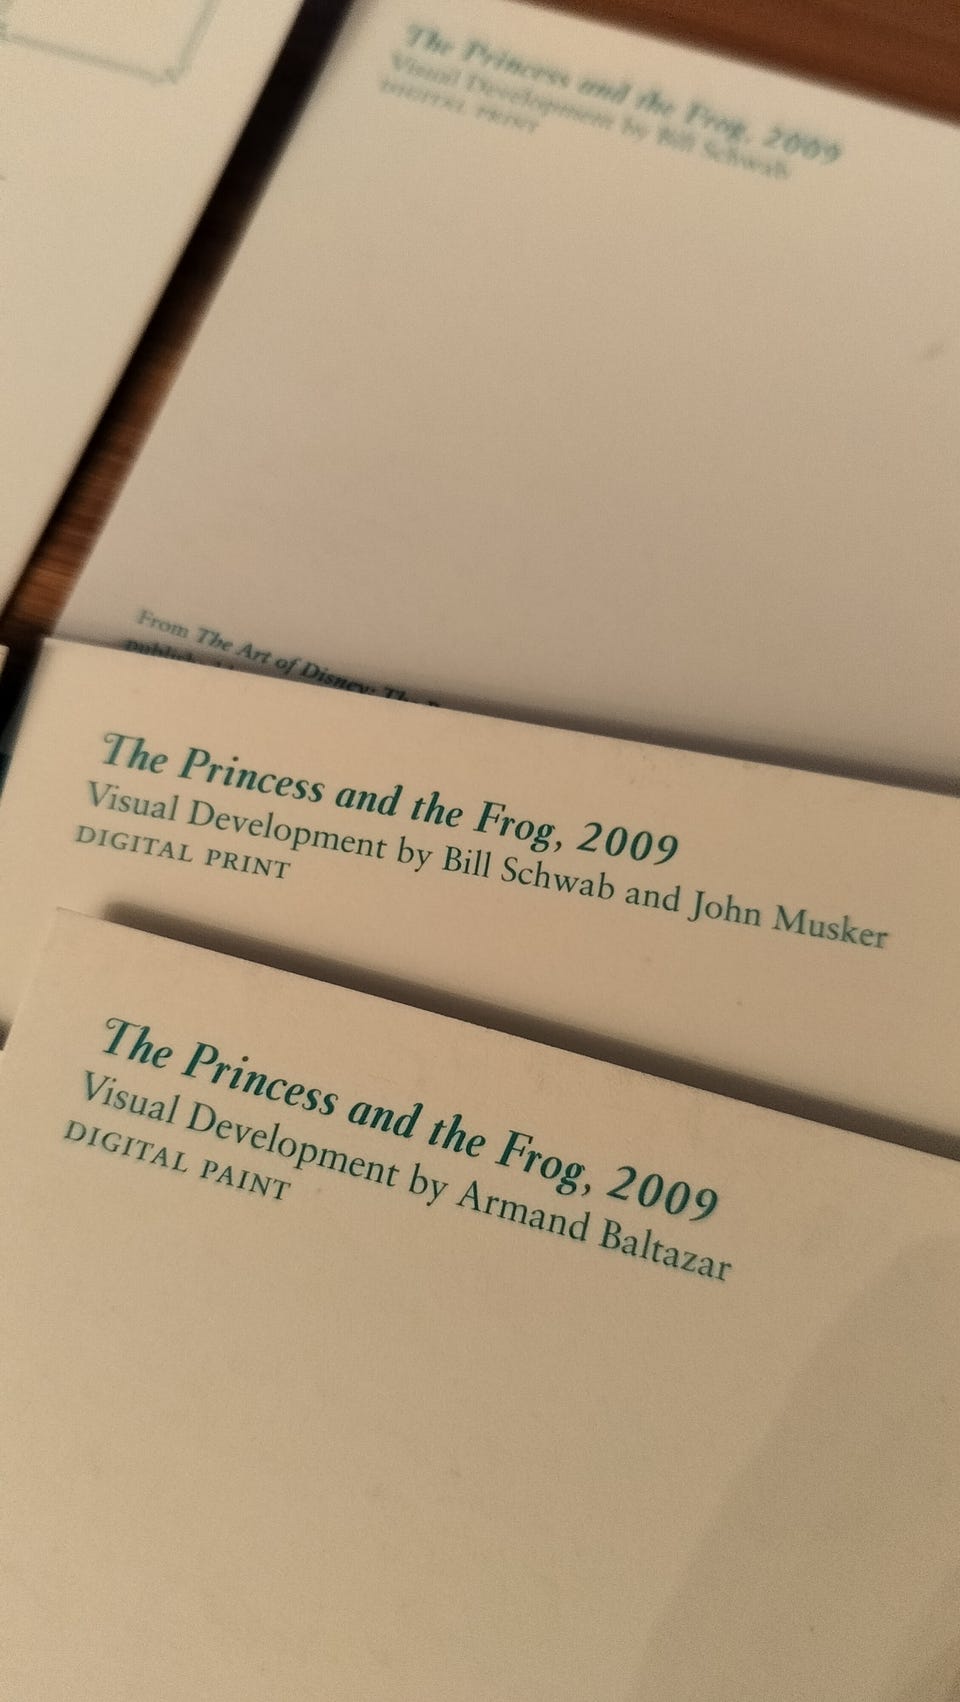 The Princess and the Frog, 2009
Visual Development by Bill Schwab
DIGITAL PRINT
From The Art of Disney: The
The Princess and the Frog, 2009
Visual Development by Bill Schwab and John Musker
DIGITAL PRINT
The Princess and the Frog, 2009
Visual Development by Armand Baltazar
DIGITAL PAINT